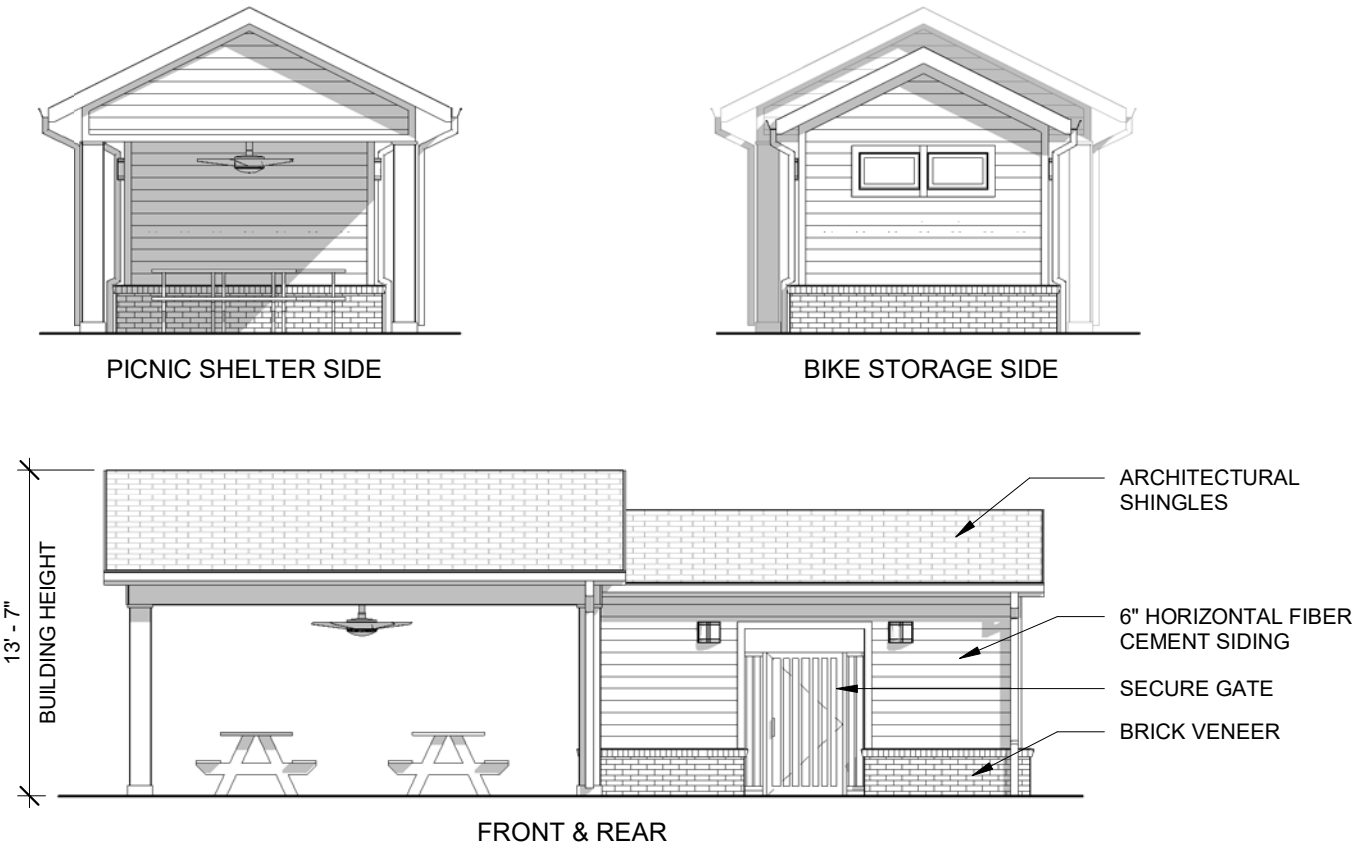 PICNIC SHELTER SIDE
BIKE STORAGE SIDE
13' - 7"
BUILDING HEIGHT
ARCHITECTURAL
SHINGLES
6" HORIZONTAL FIBER
CEMENT SIDING
SECURE GATE
BRICK VENEER
FRONT & REAR